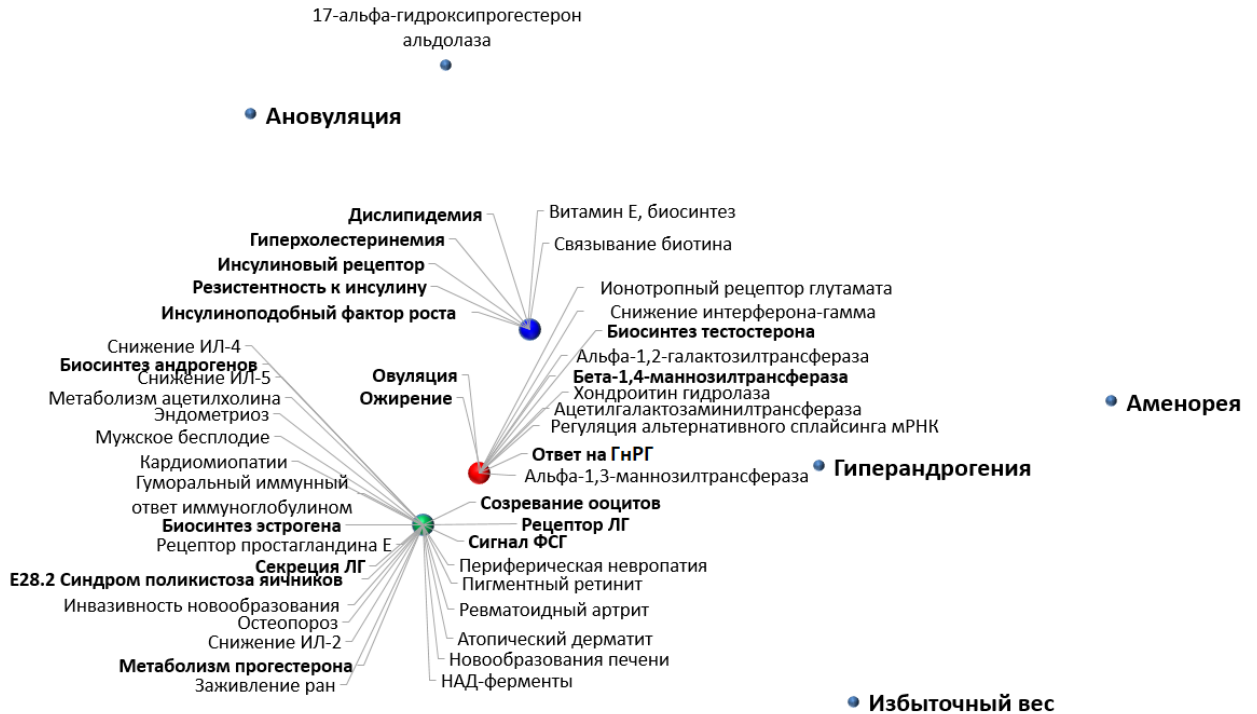 17-альфа-гидроксипрогестерон
альдолаза
Ановуляция
Дислипидемия
Гиперхолестеринемия
Инсулиновый рецептор
Резистентность к инсулину
Инсулиноподобный фактор роста
Витамин Е, биосинтез
Связывание биотина
Ионотропный рецептор глутамата
Снижение интерферона-гамма
Биосинтез тестостерона
Альфа-1,2-галактозилтрансфераза
Бета-1,4-маннозилтрансфераза
Хондроитин гидролаза
Ацетилгалактозаминилтрансфераза
Регуляция альтернативного сплайсинга мРНК
Овуляция
Ожирение
Ответ на ГнРГ
Альфа-1,3-маннозилтрансфераза
Снижение ИЛ-4
Биосинтез андрогенов
Снижение ИЛ-5
Метаболизм ацетилхолина
Эндометриоз
Мужское бесплодие
Кардиомиопатии
Гуморальный иммунный
ответ иммуноглобулином
Биосинтез эстрогена
Рецептор простагландина Е
Секреция ЛГ
E28.2 Синдром поликистоза яичников
Инвазивность новообразования
Остеопороз
Снижение ИЛ-2
Метаболизм прогестерона
Заживление ран
Созревание ооцитов
Рецептор ЛГ
Сигнал ФСГ
Периферическая невропатия
Пигментный ретинит
Ревматоидный артрит
Атопический дерматит
Новообразования печени
НАД-ферменты
Аменорея
Гиперандрогения
Избыточный вес